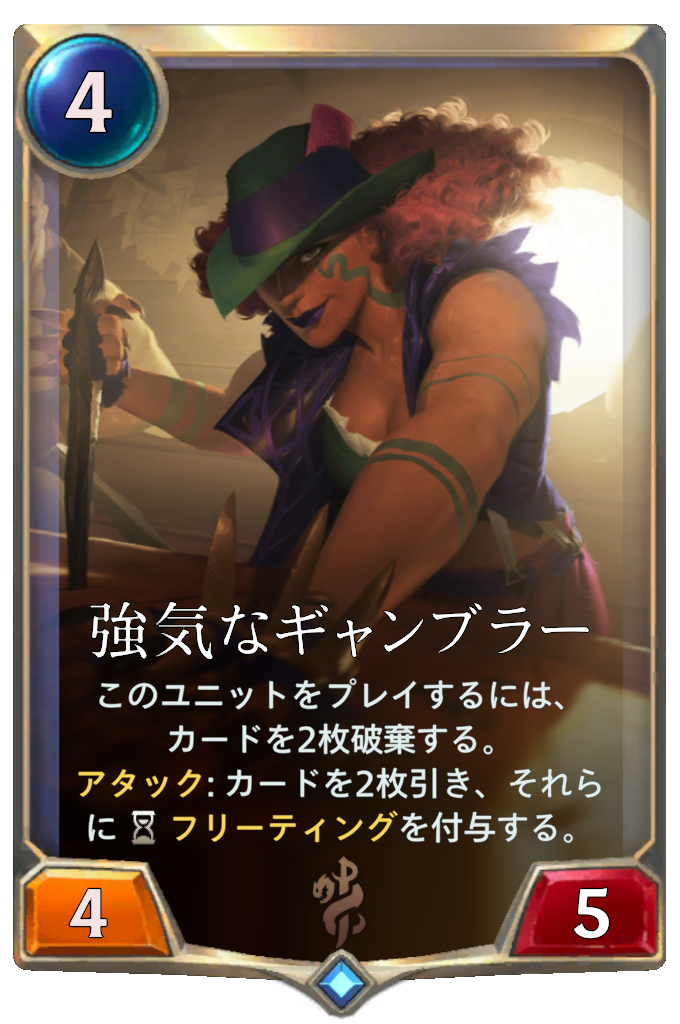 4
強気なギャンブラー
このユニットをプレイするには、
カードを2枚破棄する。
アタック: カードを2枚引き、それら
に フリーティングを付与する。
4
5